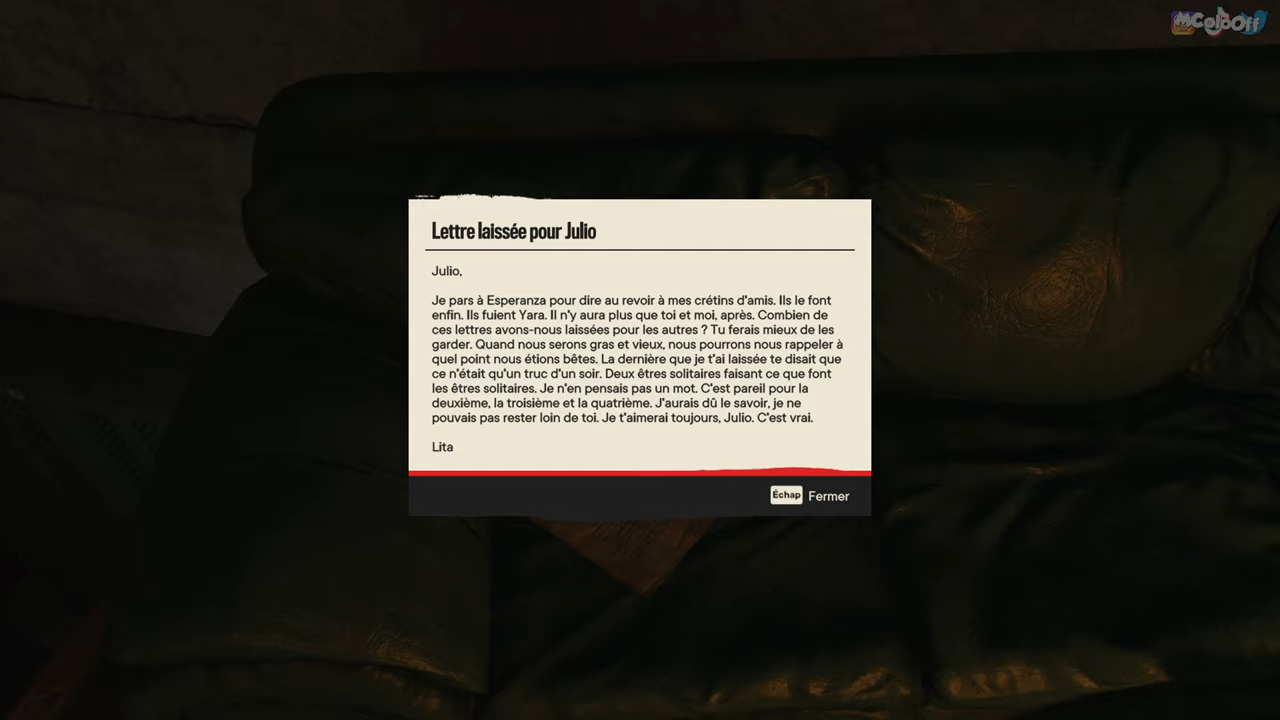 MCelooff
Lettre laissée pour Julio
Julio,
Je pars à Esperanza pour dire au revoir à mes crétins d'amis. Ils le font
enfin. Ils fuient Yara. Il n'y aura plus que toi et moi, après. Combien de
ces lettres avons-nous laissées pour les autres ? Tu ferais mieux de les
garder. Quand nous serons gras et vieux, nous pourrons nous rappeler à
quel point nous étions bêtes. La dernière que je t'ai laissée te disait que
ce n'était qu'un truc d'un soir. Deux êtres solitaires faisant ce que font
les êtres solitaires. Je n'en pensais pas un mot. C'est pareil pour la
deuxième, la troisième et la quatrième. J'aurais dû le savoir, je ne
pouvais pas rester loin de toi. Je t'aimerai toujours, Julio. C'est vrai.
Lita
Échap Fermer